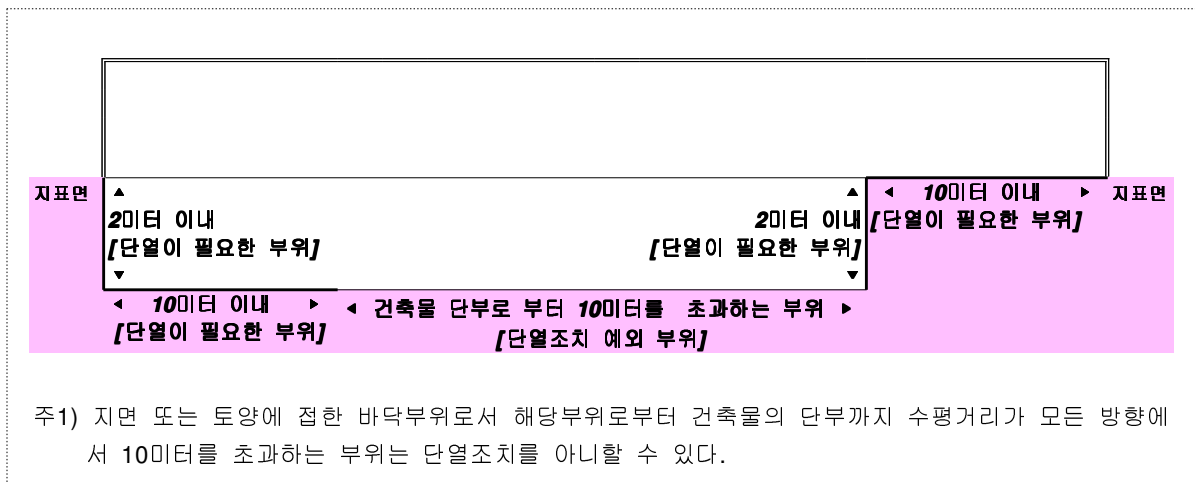 지표면
2미터 이내
[단열이 필요한 부위]
2미터 이내
[단열이 필요한 부위]
10미터 이내
[단열이 필요한 부위]
지표면
10미터 이내
[단열이 필요한 부위]
건축물 단부로 부터 10미터를 초과하는 부위
[단열조치 예외 부위]
주1) 지면 또는 토양에 접한 바닥부위로서 해당부위로부터 건축물의 단부까지 수평거리가 모든 방향에
서 10미터를 초과하는 부위는 단열조치를 아니할 수 있다.